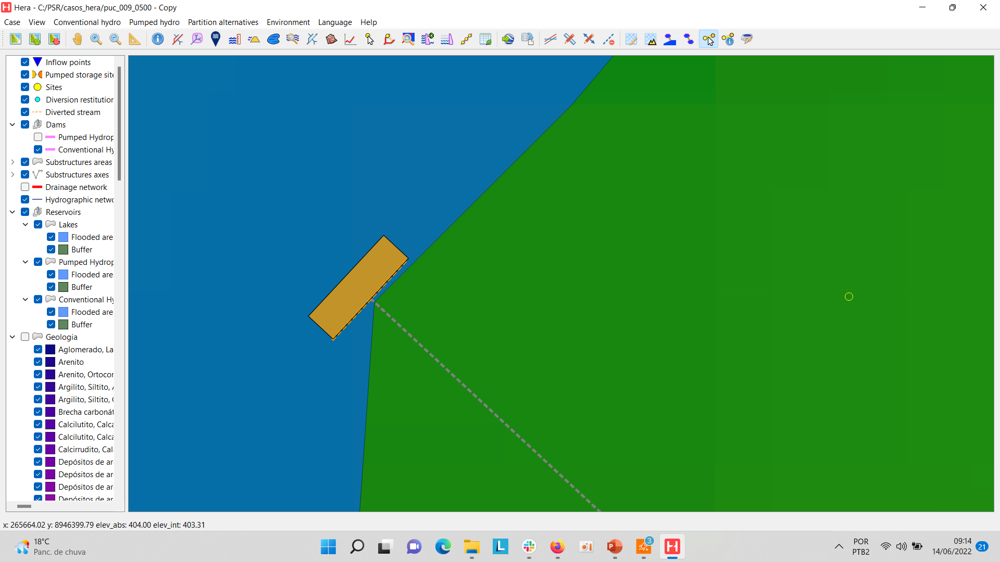 Hera - C:/PSR/casos_hera/puc_009_0500 - Copy
Case View Conventional hydro Pumped hydro Partition alternatives Environment Language Help
Inflow points
Pumped storage site
Sites
Diversion restitution
Diverted stream
Dams
Pumped Hydrop
Conventional Hy
Substructures areas
Substructures axes
Drainage network
Hydrographic netwo
Reservoirs
Lakes
Flooded are
Buffer
Pumped Hydrop
Flooded are
Buffer
Conventional Hy
Flooded are
Buffer
Geologia
Aglomerado, La
Arenito
Arenito, Ortocor
Argilito, Siltito, A
Argilito, Siltito, C
Brecha carbonát
Calcilutito, Calca
Calcilutito, Calca
Calcirrudito, Cal
Depósitos de ar
Depósitos de ar
Depósitos de ar
Depósitos de ar
x: 265664.02 y: 8946399.79 elev_abs: 404.00 elev_int: 403.31
18°C
Panc. de chuva
3
POR
PTB2
09:14
14/06/2022
21